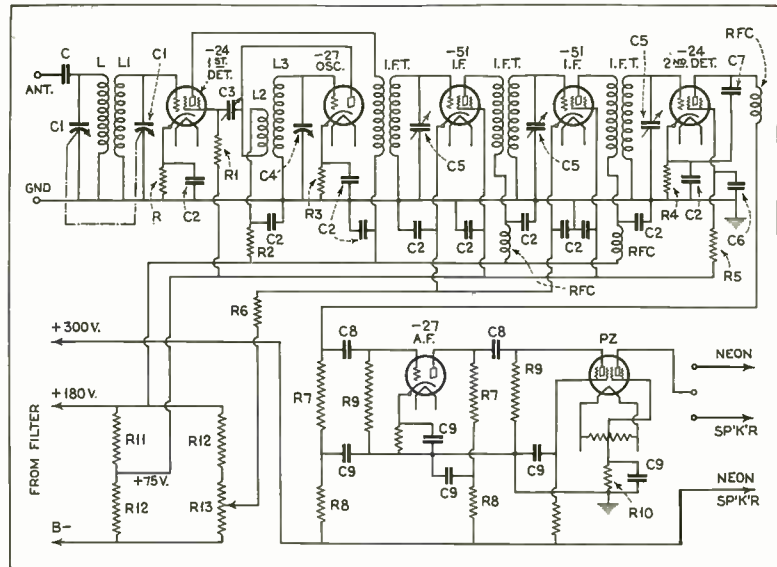 C L L1 C1 -24 1ST. DET. C3 L2 L3 -27 OSC. I.F.T. -51 I.F. I.F.T. -51 I.F. I.F.T. C5 -24 2ND. DET. C7 RFC
ANT.
C1 R1 C4 C5 C5
GND R C2 R3 C2 R4 C2 C6
R2 C2 C2 C2 C2 C2 C2 RFC R5
R6 RFC
+300 V. C8 -27 A.F. C8 PZ NEON
+180V. R7 R9 R7 R9 SP'K'R
FROM FILTER R11 R12 C9 C9 C9 C9 C9 NEON
+75V. R12 R13 R8 R8 R10 SP'K'R
B-